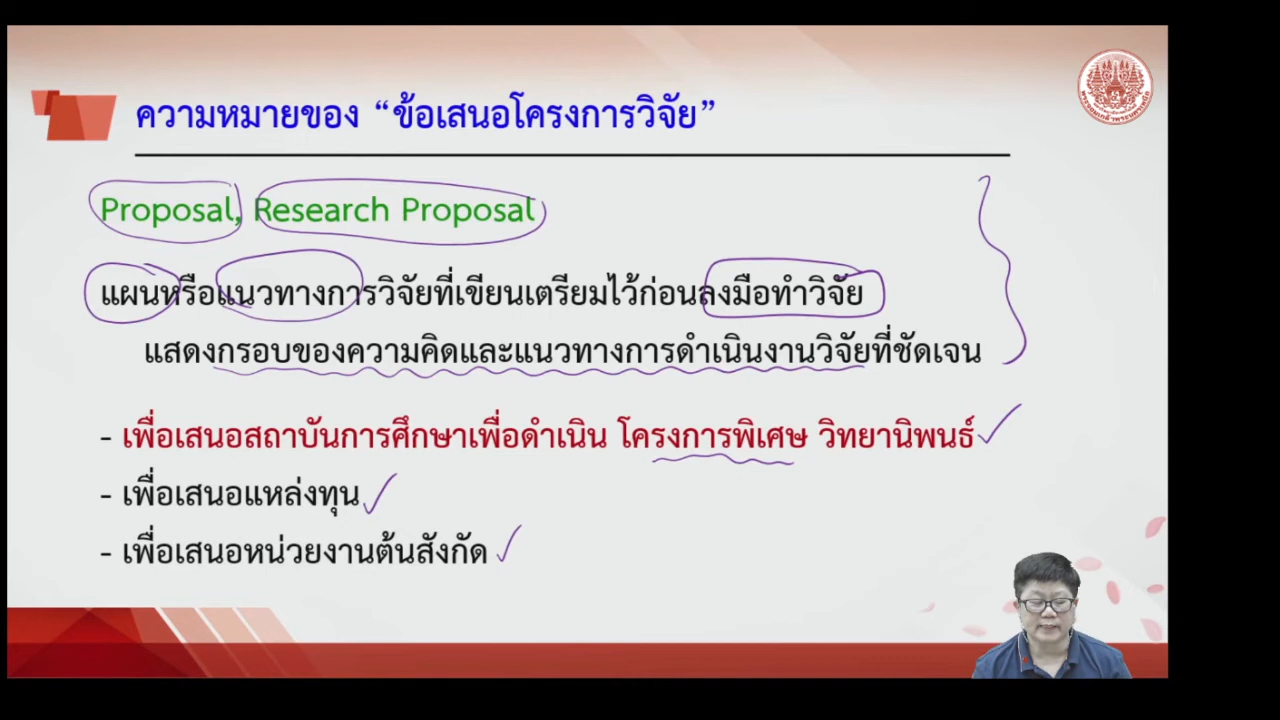 ความหมายของ “ข้อเสนอโครงการวิจัย”
Proposal, Research Proposal
แผนหรือแนวทางการวิจัยที่เขียนเตรียมไว้ก่อนลงมือทำวิจัย
แสดงกรอบของความคิดและแนวทางการดำเนินงานวิจัยที่ชัดเจน
- เพื่อเสนอสถาบันการศึกษาเพื่อดำเนิน โครงการพิเศษ วิทยานิพนธ์
- เพื่อเสนอแหล่งทุน
- เพื่อเสนอหน่วยงานต้นสังกัด